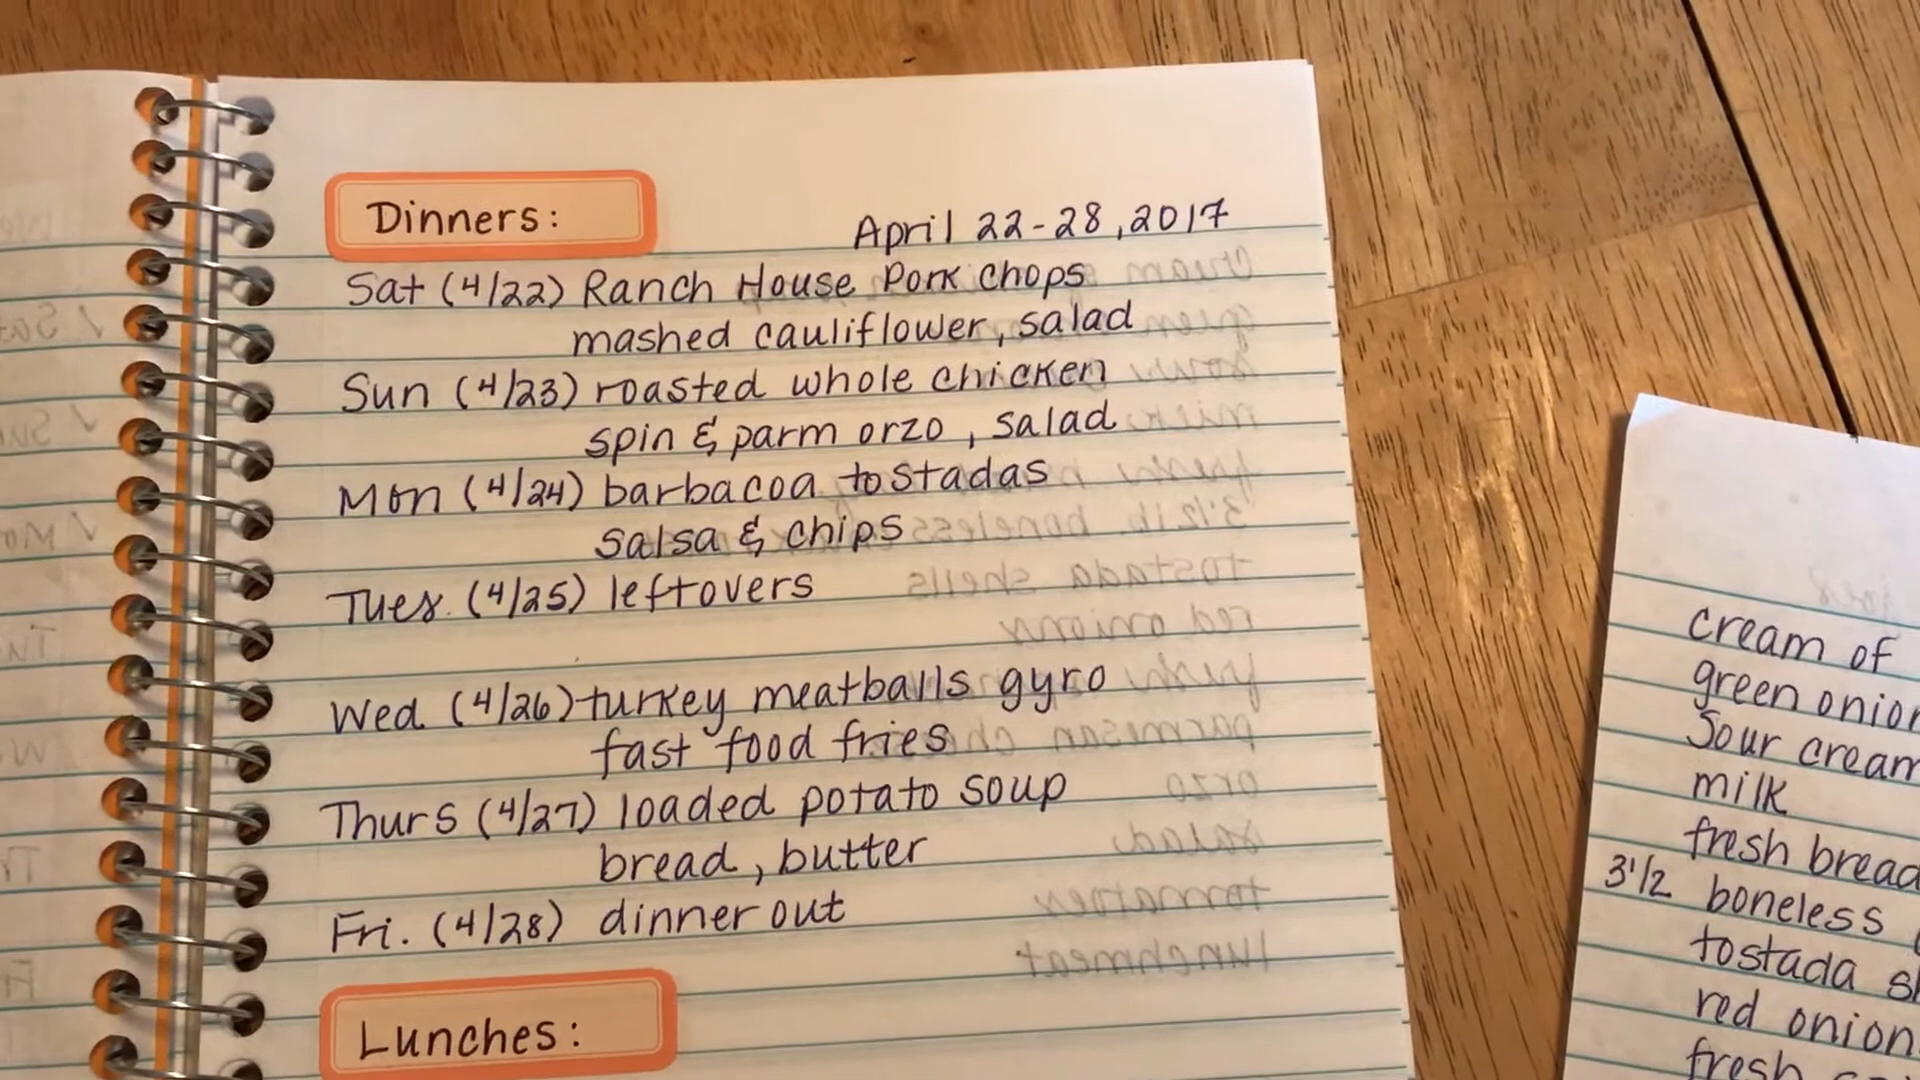 Dinners:
April 22-28, 2017
Sat (4/22) Ranch House Pork Chops
mashed cauliflower, salad
Sun (4/23) roasted whole chicken
spin & parm orzo, salad
Mon (4/24) barbacoa tostadas
salsa & chips
Tues. (4/25) leftovers
Wed (4/26) turkey meatballs gyro
fast food fries
Thurs (4/27) loaded potato soup
bread, butter
Fri. (4/28) dinner out
Lunches:
cream of
green onion
sour cream
milk
fresh bread
3 1/2 boneless
tostada
red onion
fresh